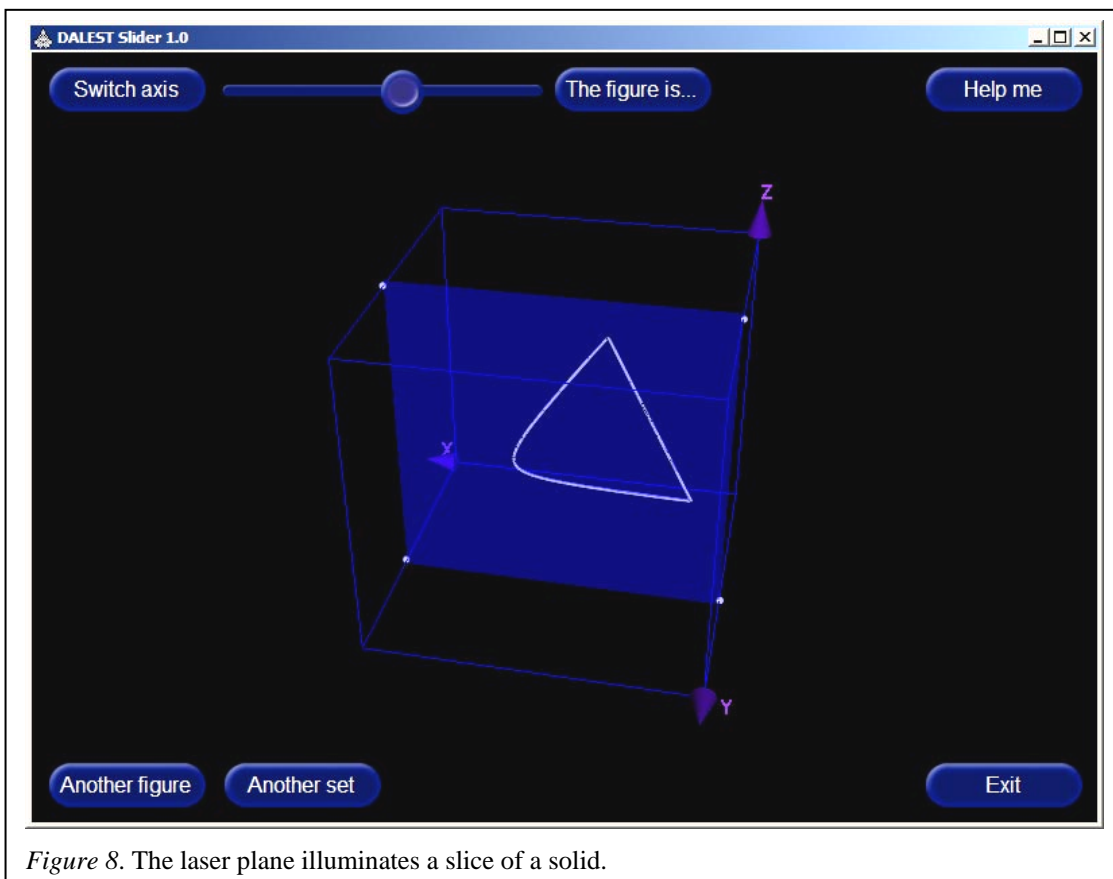 DALEST Slider 1.0
Switch axis
The figure is...
Help me
Z
X
Y
Another figure
Another set
Exit
Figure 8. The laser plane illuminates a slice of a solid.